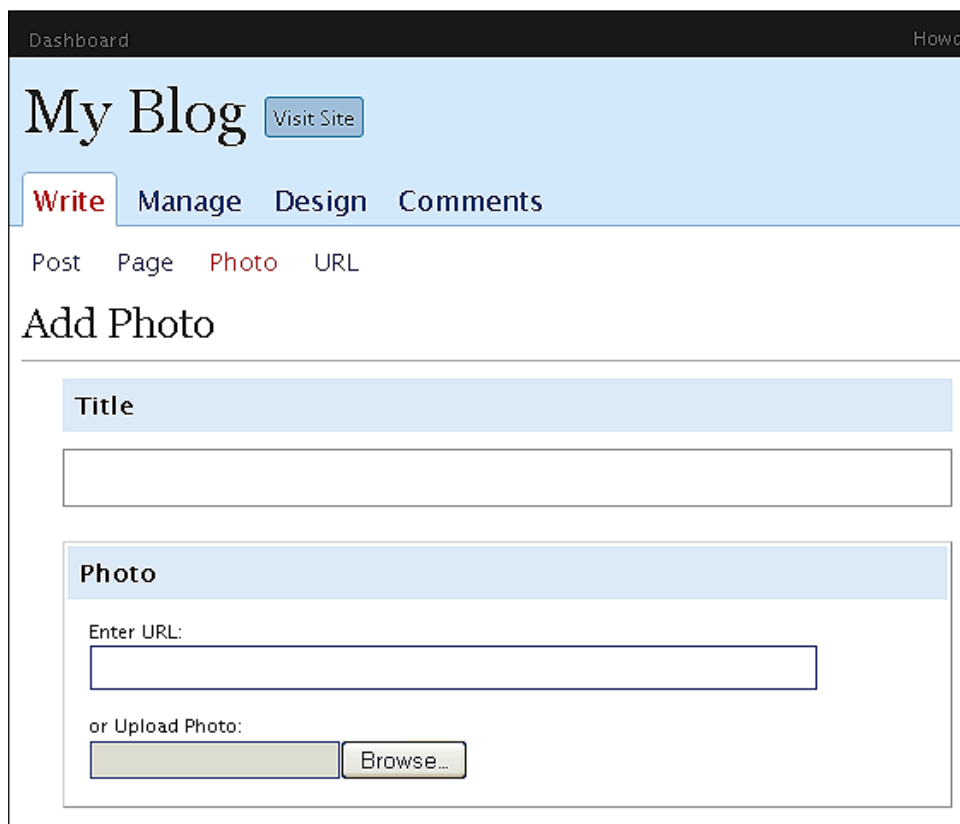 Dashboard Howd
My Blog Visit Site
Write Manage Design Comments
Post Page Photo URL
Add Photo
Title
Photo
Enter URL:
or Upload Photo:
Browse...